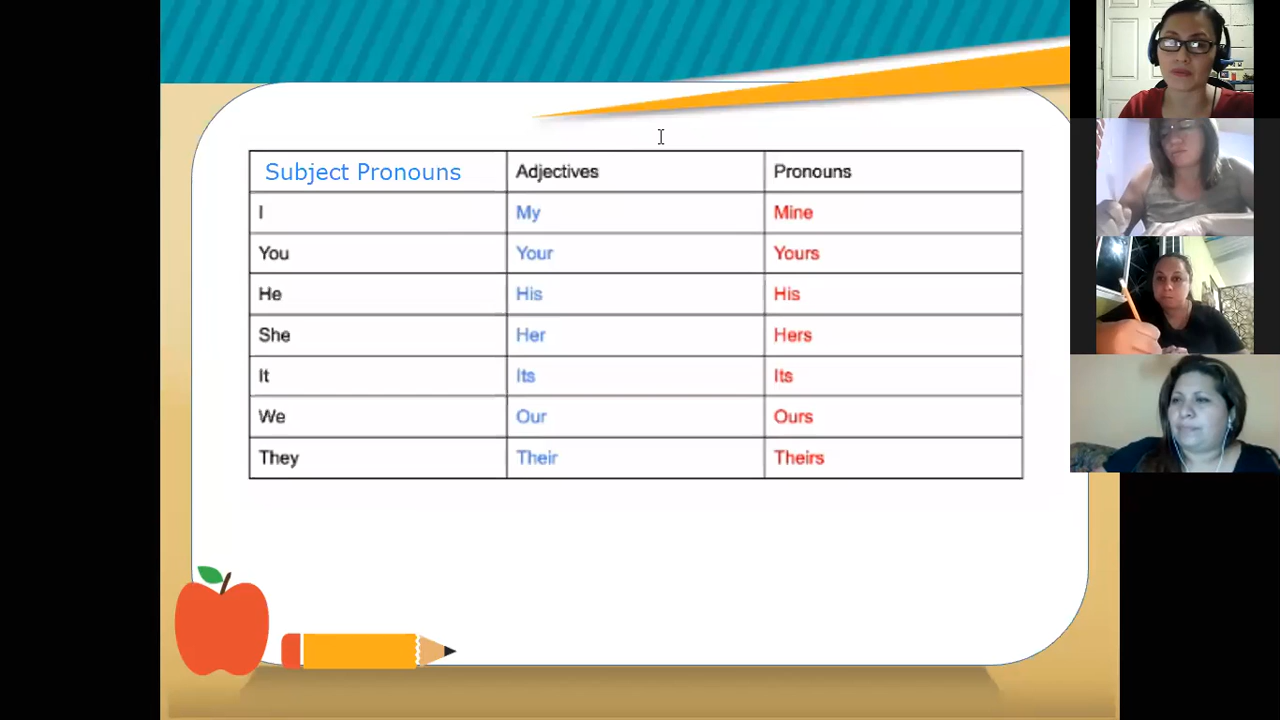 Subject Pronouns Adjectives Pronouns
I My Mine
You Your Yours
He His His
She Her Hers
It Its Its
We Our Ours
They Their Theirs